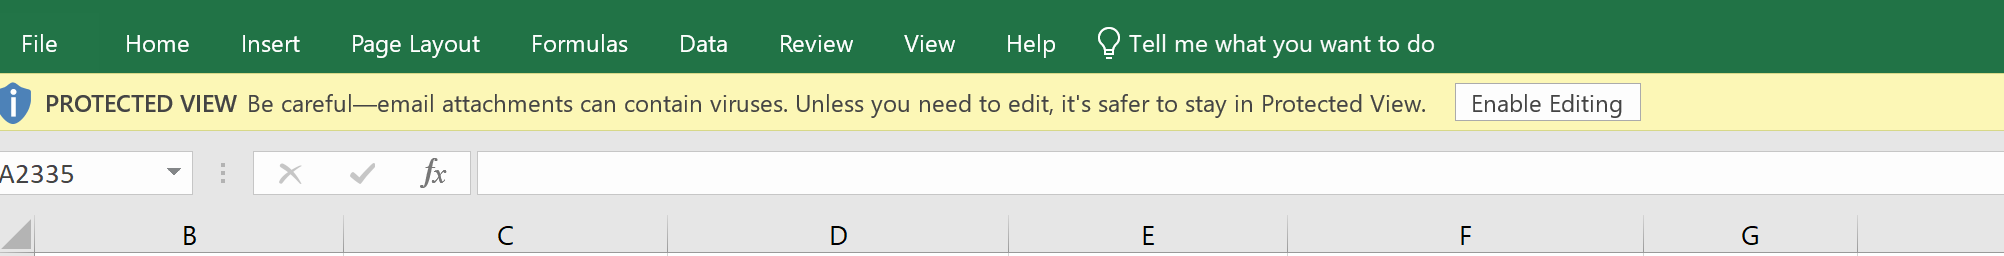 File Home Insert Page Layout Formulas Data Review View Help Tell me what you want to do
PROTECTED VIEW Be careful—email attachments can contain viruses. Unless you need to edit, it's safer to stay in Protected View. Enable Editing
A2335 fx
B C D E F G